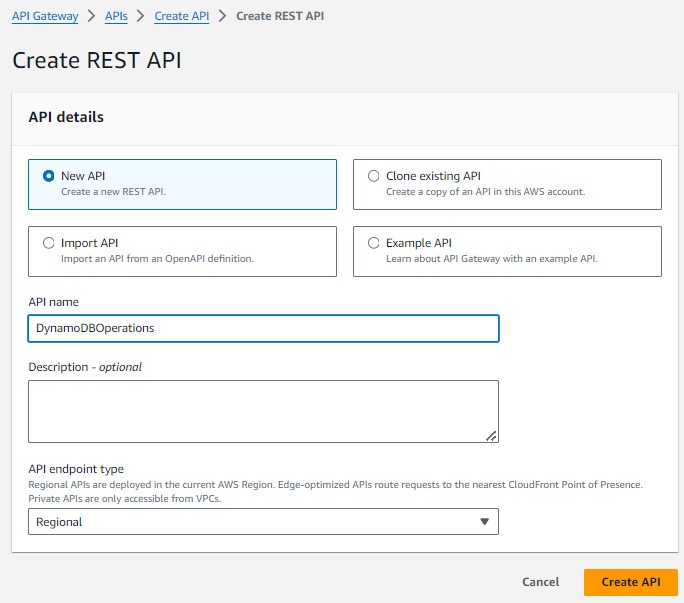 API Gateway > APIs > Create API > Create REST API
Create REST API
API details
New API
Create a new REST API.
Clone existing API
Create a copy of an API in this AWS account.
Import API
Import an API from an OpenAPI definition.
Example API
Learn about API Gateway with an example API.
API name
DynamoDBOperations
Description - optional
API endpoint type
Regional APIs are deployed in the current AWS Region. Edge-optimized APIs route requests to the nearest CloudFront Point of Presence.
Private APIs are only accessible from VPCs.
Regional
Cancel
Create API